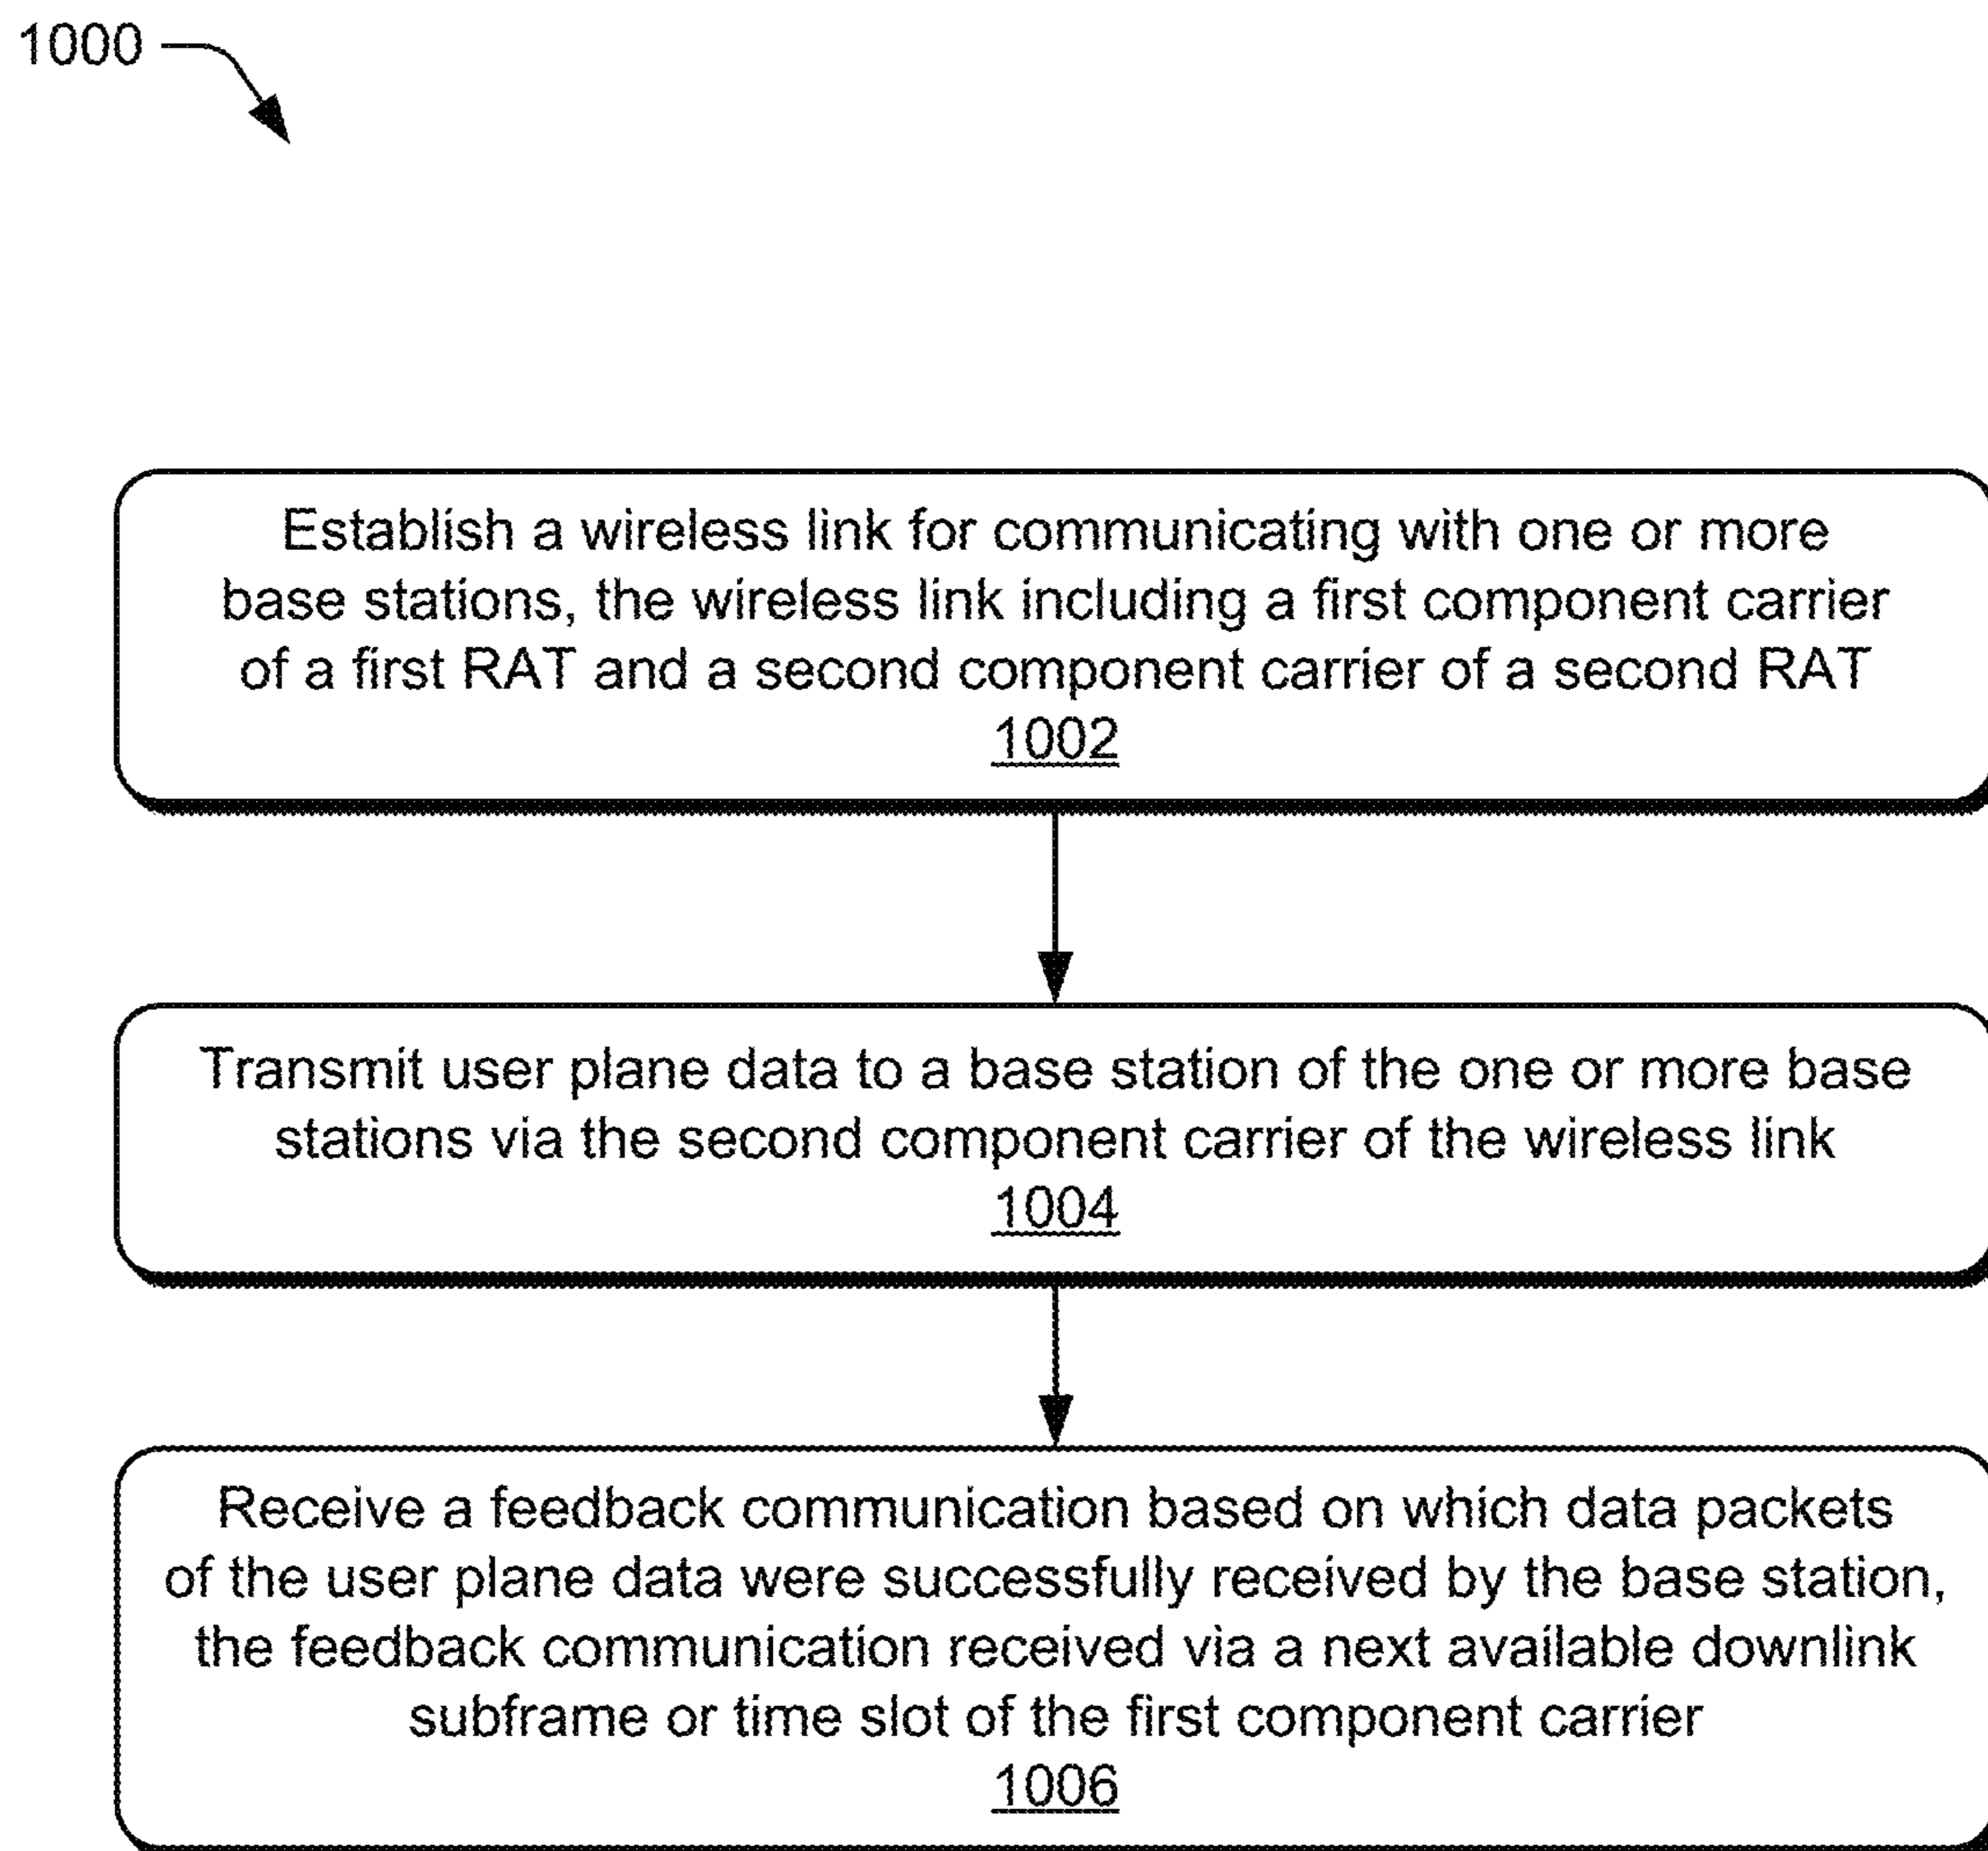 1000
Establish a wireless link for communicating with one or more
base stations, the wireless link including a first component carrier
of a first RAT and a second component carrier of a second RAT
1002
Transmit user plane data to a base station of the one or more base
stations via the second component carrier of the wireless link
1004
Receive a feedback communication based on which data packets
of the user plane data were successfully received by the base station,
the feedback communication received via a next available downlink
subframe or time slot of the first component carrier
1006